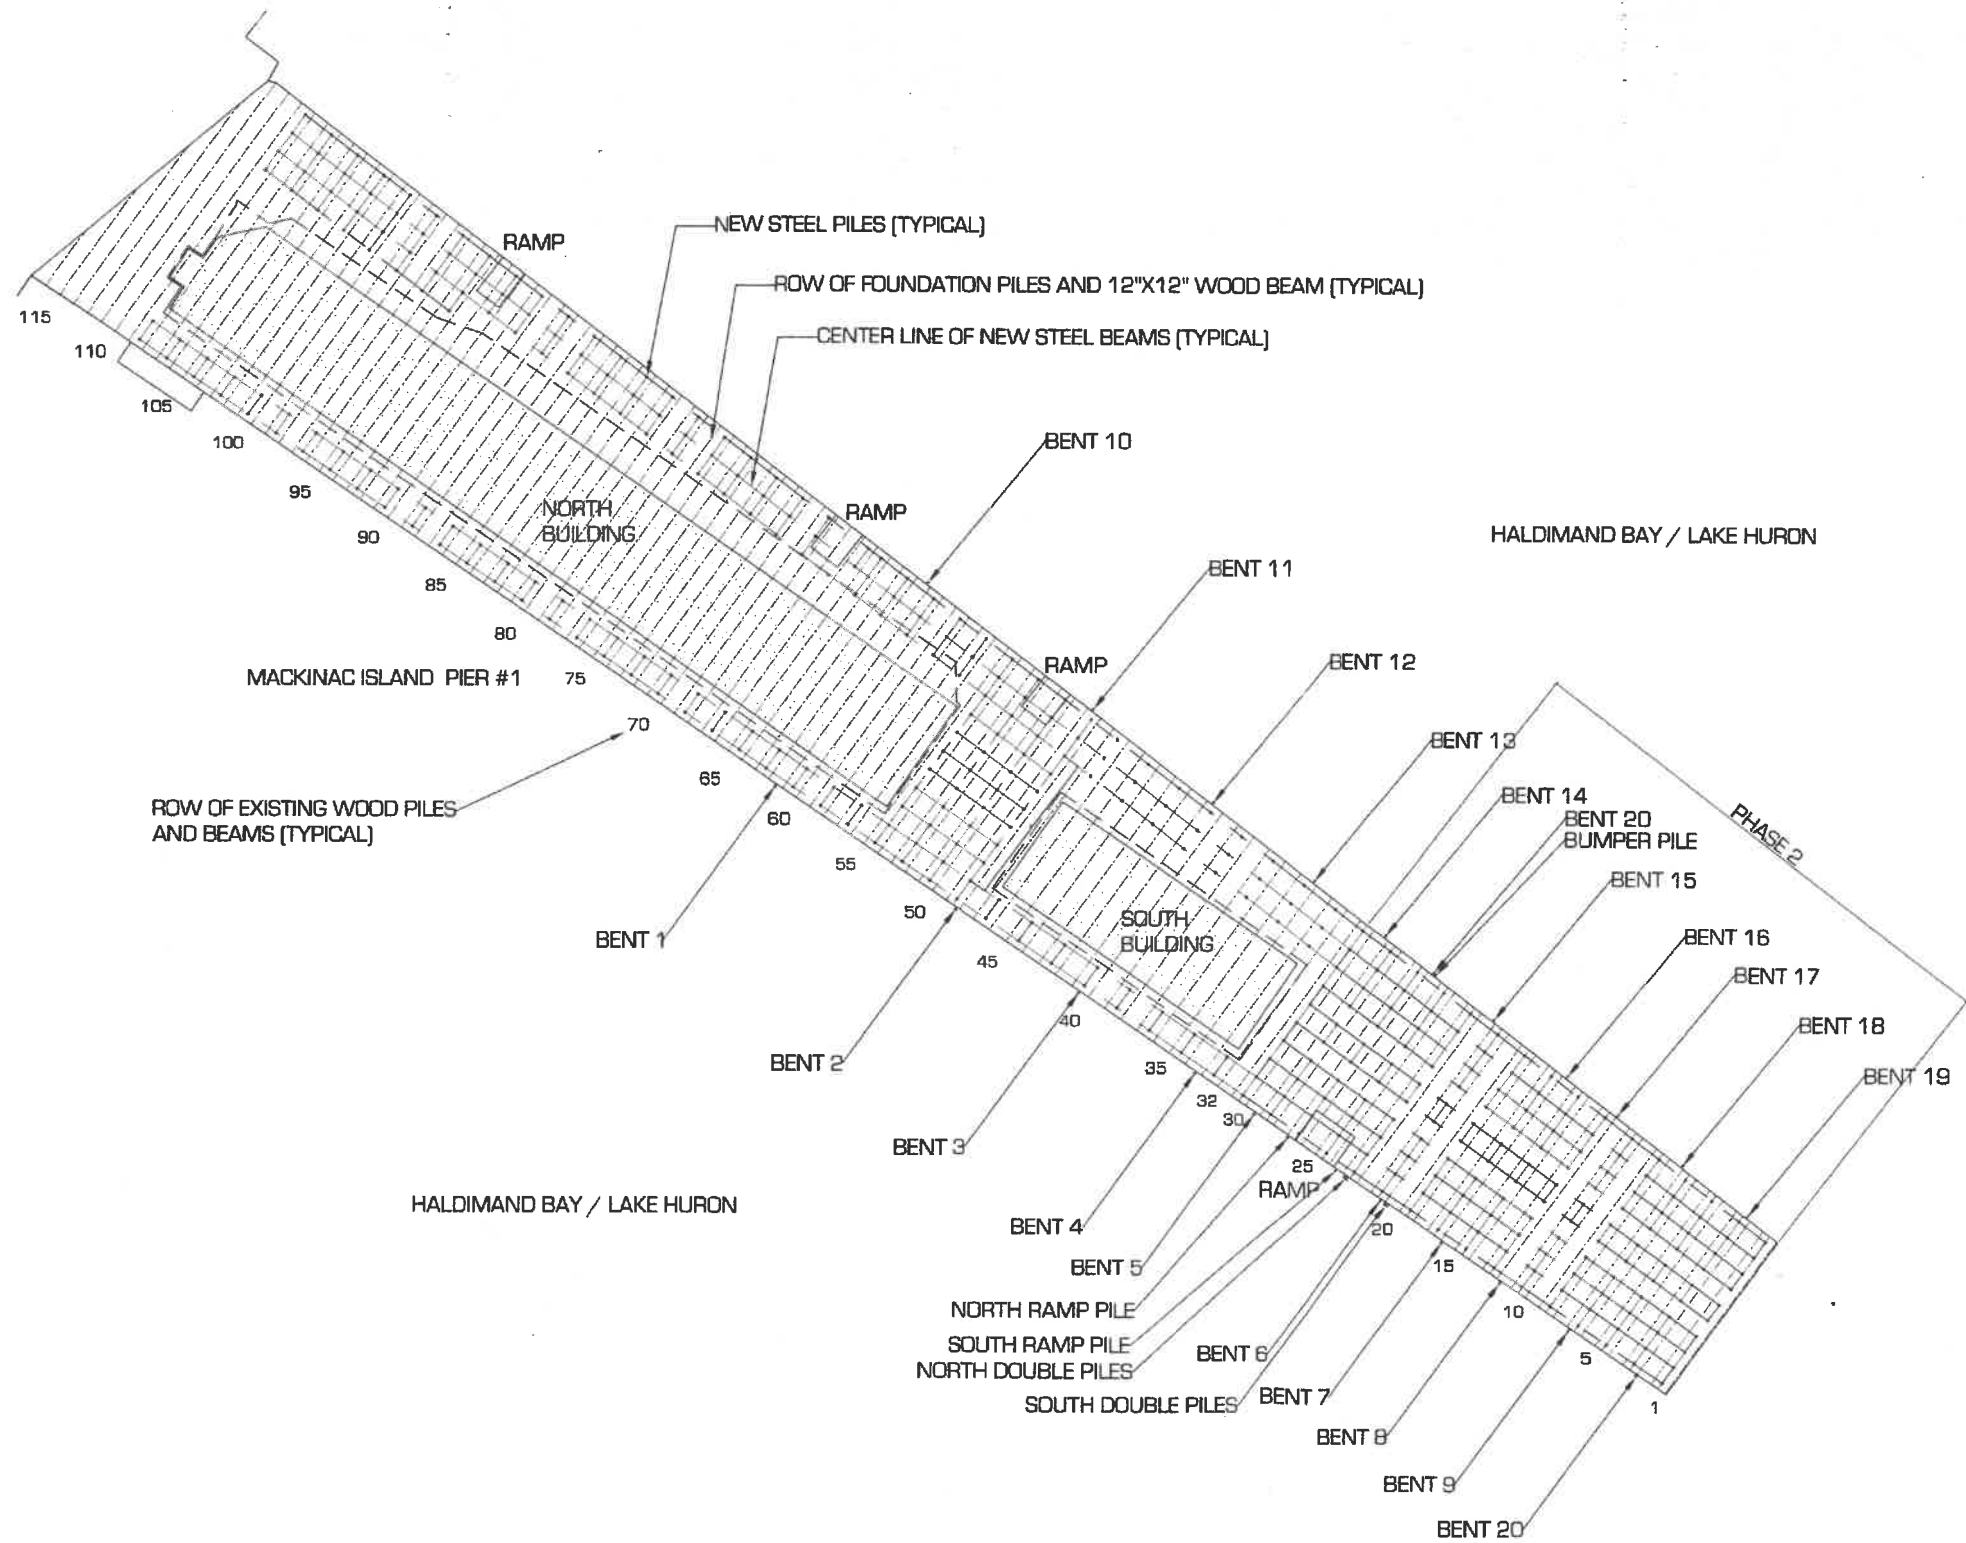 NEW STEEL PILES (TYPICAL)
RAMP
ROW OF FOUNDATION PILES AND 12"X12" WOOD BEAM (TYPICAL)
115
CENTER LINE OF NEW STEEL BEAMS (TYPICAL)
110
105
100
BENT 10
95
NORTH
BUILDING
RAMP
90
HALDIMAND BAY / LAKE HURON
85
BENT 11
80
MACKINAC ISLAND PIER #1
75
RAMP
BENT 12
70
BENT 13
65
ROW OF EXISTING WOOD PILES
AND BEAMS (TYPICAL)
60
BENT 14
BENT 20
BUMPER PILE
PHASE 2
55
BENT 15
50
SOUTH
BUILDING
BENT 1
BENT 16
45
BENT 17
40
BENT 18
BENT 2
35
BENT 19
32
30
BENT 3
25
RAMP
HALDIMAND BAY / LAKE HURON
BENT 4
20
BENT 5
15
NORTH RAMP PILE
10
SOUTH RAMP PILE
BENT 6
5
NORTH DOUBLE PILES
BENT 7
SOUTH DOUBLE PILES
1
BENT 8
BENT 9
BENT 20